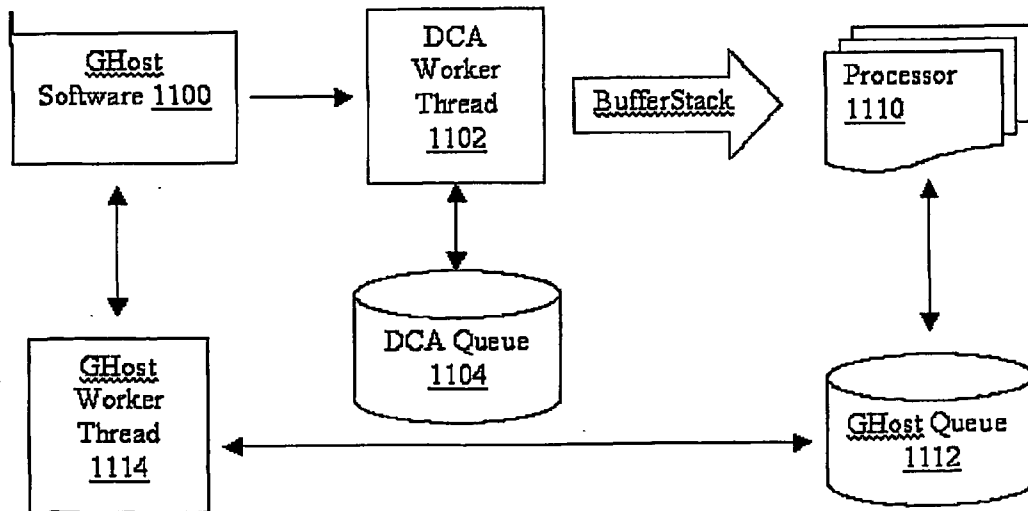 GHost
Software 1100
DCA
Worker
Thread
1102
BufferStack
Processor
1110
DCA Queue
1104
GHost
Worker
Thread
1114
GHost Queue
1112